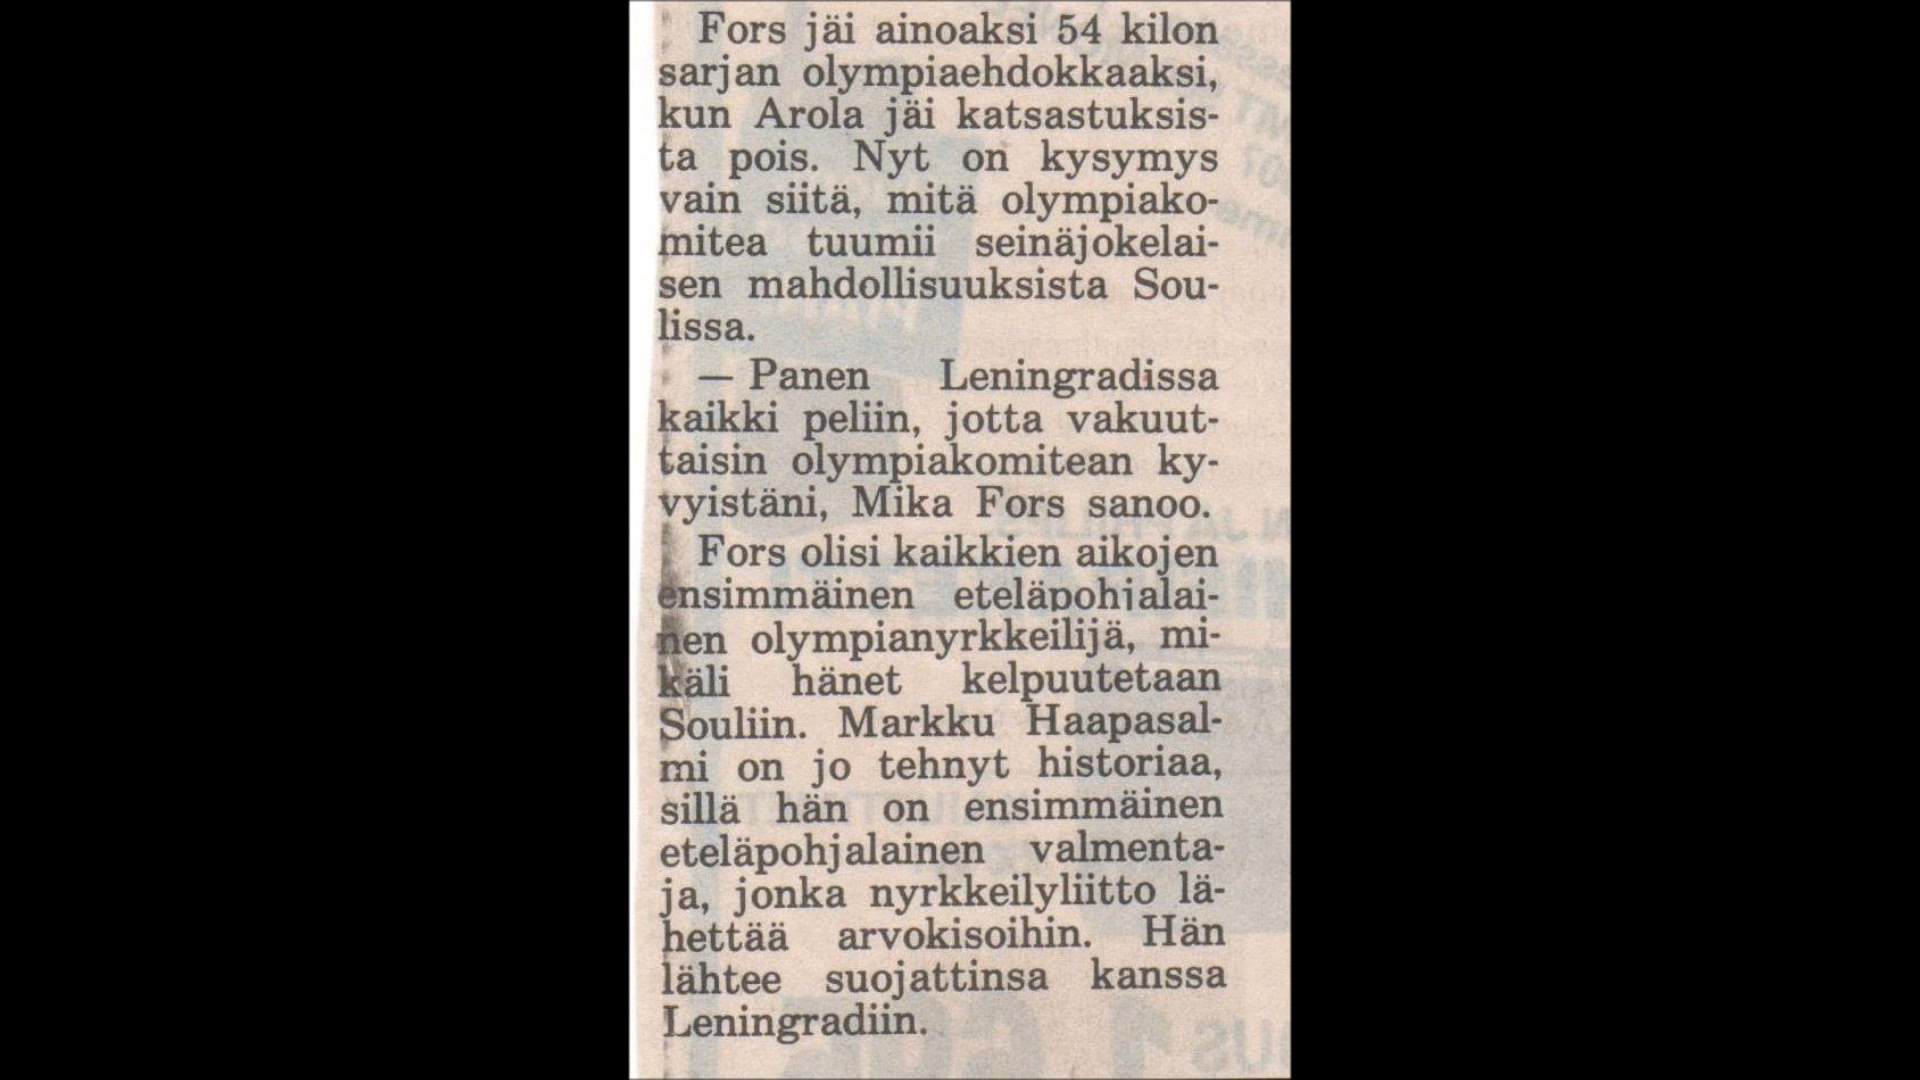 Fors jäi ainoaksi 54 kilon
sarjan olympiaehdokkaaksi,
kun Arola jäi katsastuksis-
ta pois. Nyt on kysymys
vain siitä, mitä olympiako-
mitea tuumii seinäjokelai-
sen mahdollisuuksista Sou-
lissa.
— Panen Leningradissa
kaikki peliin, jotta vakuut-
taisin olympiakomitean ky-
vyistäni, Mika Fors sanoo.
Fors olisi kaikkien aikojen
ensimmäinen eteläpohjalai-
nen olympianyrkkeilijä, mi-
käli hänet kelpuutetaan
Souliin. Markku Haapasal-
mi on jo tehnyt historiaa,
sillä hän on ensimmäinen
eteläpohjalainen valmenta-
ja, jonka nyrkkeilyliitto lä-
hettää arvokisoihin. Hän
lähtee suojattinsa kanssa
Leningradiin.